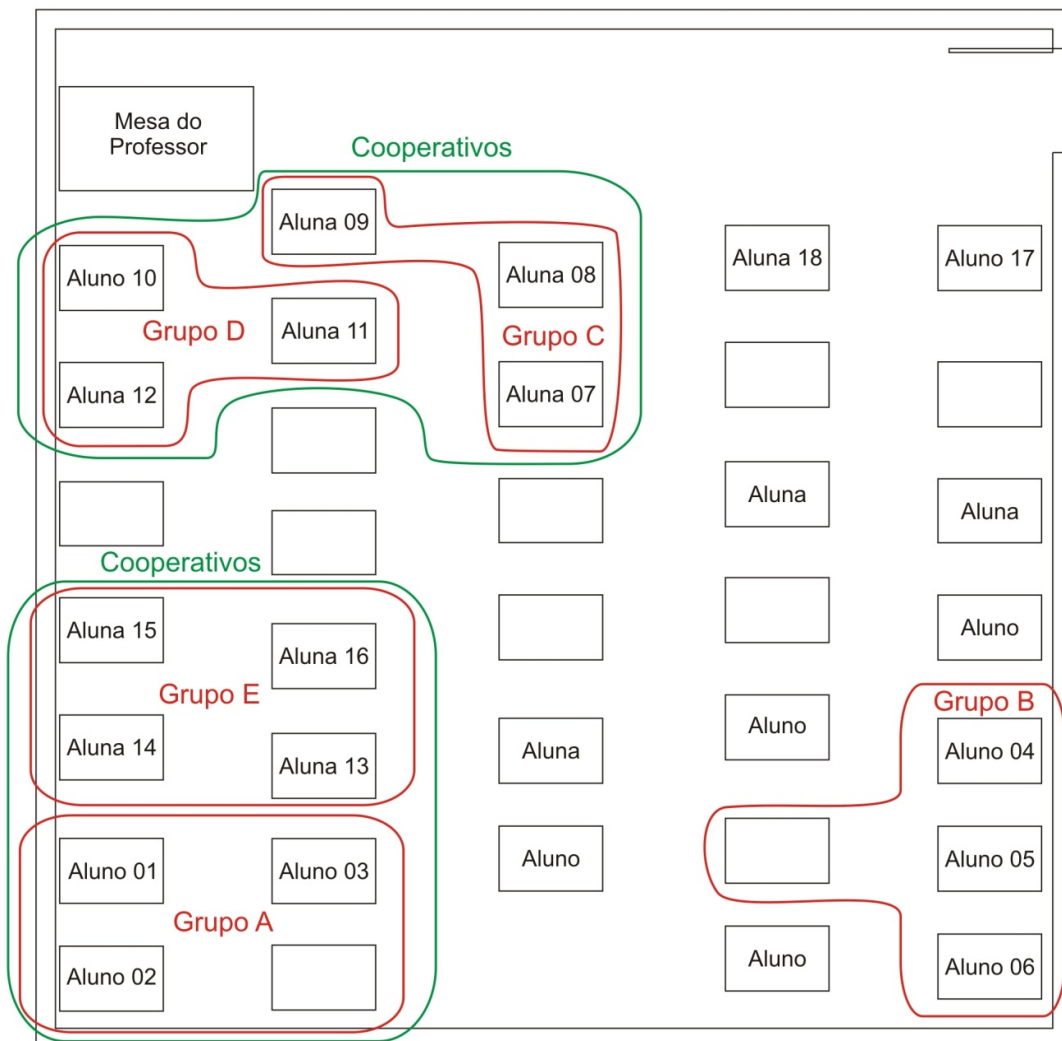 Mesa do
Professor
Cooperativos
Aluna 09
Aluna 18
Aluno 17
Aluno 10
Aluna 08
Grupo D
Aluna 11
Grupo C
Aluna 12
Aluna 07
Aluna
Aluna
Cooperativos
Aluna 15
Aluno
Aluna 16
Grupo E
Grupo B
Aluna 14
Aluna 13
Aluna
Aluno
Aluno 04
Aluno 01
Aluno 03
Aluno
Aluno 05
Grupo A
Aluno 02
Aluno
Aluno 06